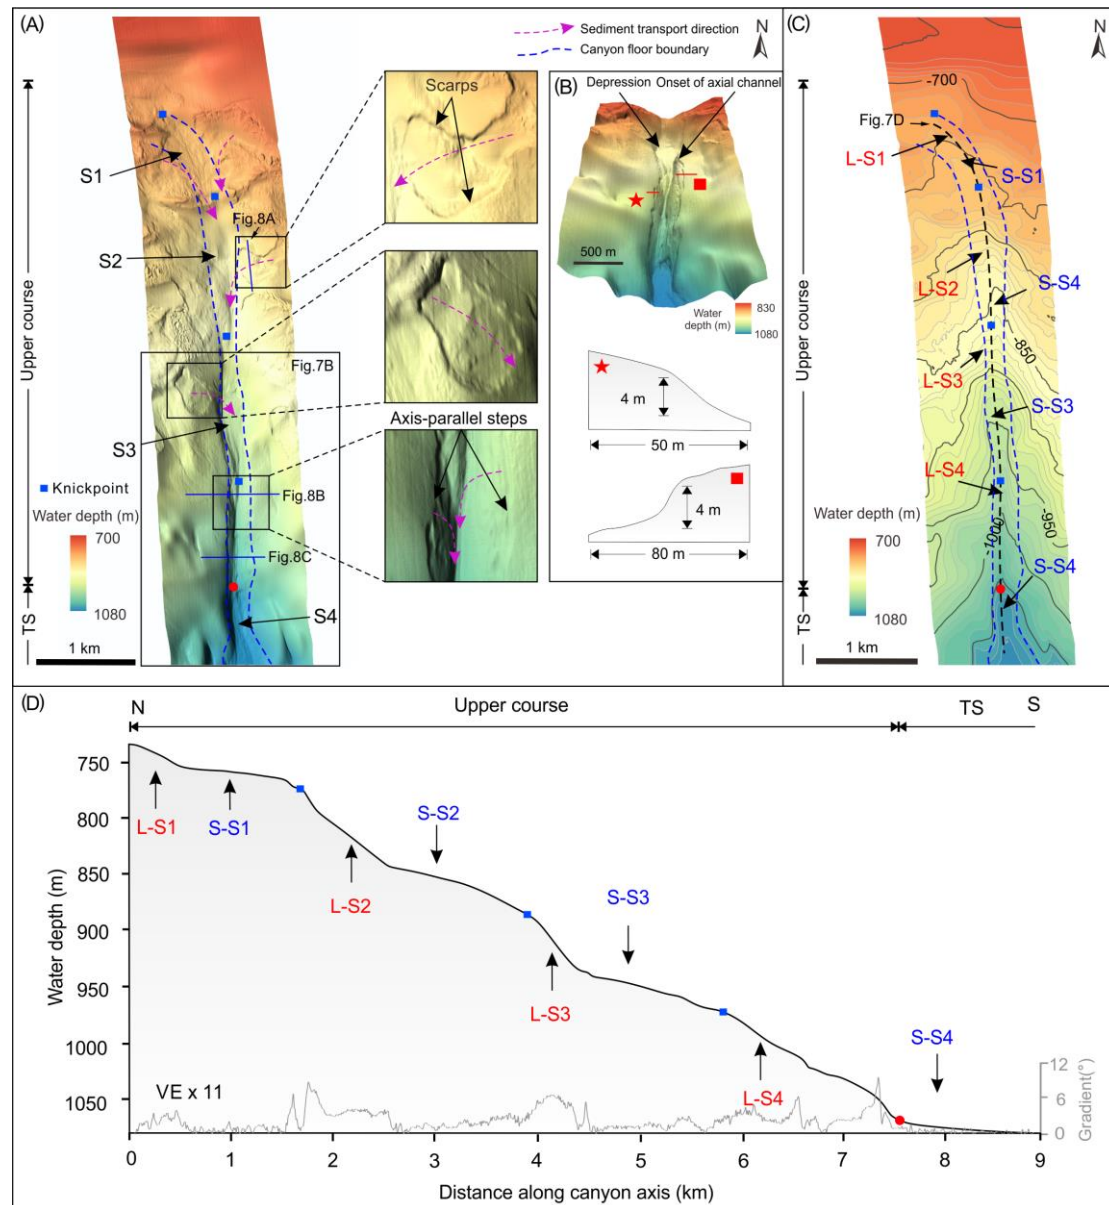 (A)
Sediment transport direction
Canyon floor boundary
N
Upper course
TS
S1
S2
S3
S4
Fig.8A
Fig.7B
Fig.8B
Fig.8C
Knickpoint
Water depth (m)
700
1080
1 km
Scarps
Axis-parallel steps
(B)
Depression
Onset of axial channel
500 m
Water depth (m)
830
1080
4 m
50 m
4 m
80 m
(C)
N
Upper course
TS
-700
Fig.7D
L-S1
S-S1
L-S2
S-S4
-850
L-S3
S-S3
L-S4
-950
1000
S-S4
Water depth (m)
700
1080
1 km
(D)
N
Upper course
TS
S
Water depth (m)
750
800
850
900
950
1000
1050
L-S1
S-S1
L-S2
S-S2
L-S3
S-S3
L-S4
S-S4
VE x 11
12
6
0
Gradient(°)
0 1 2 3 4 5 6 7 8 9
Distance along canyon axis (km)